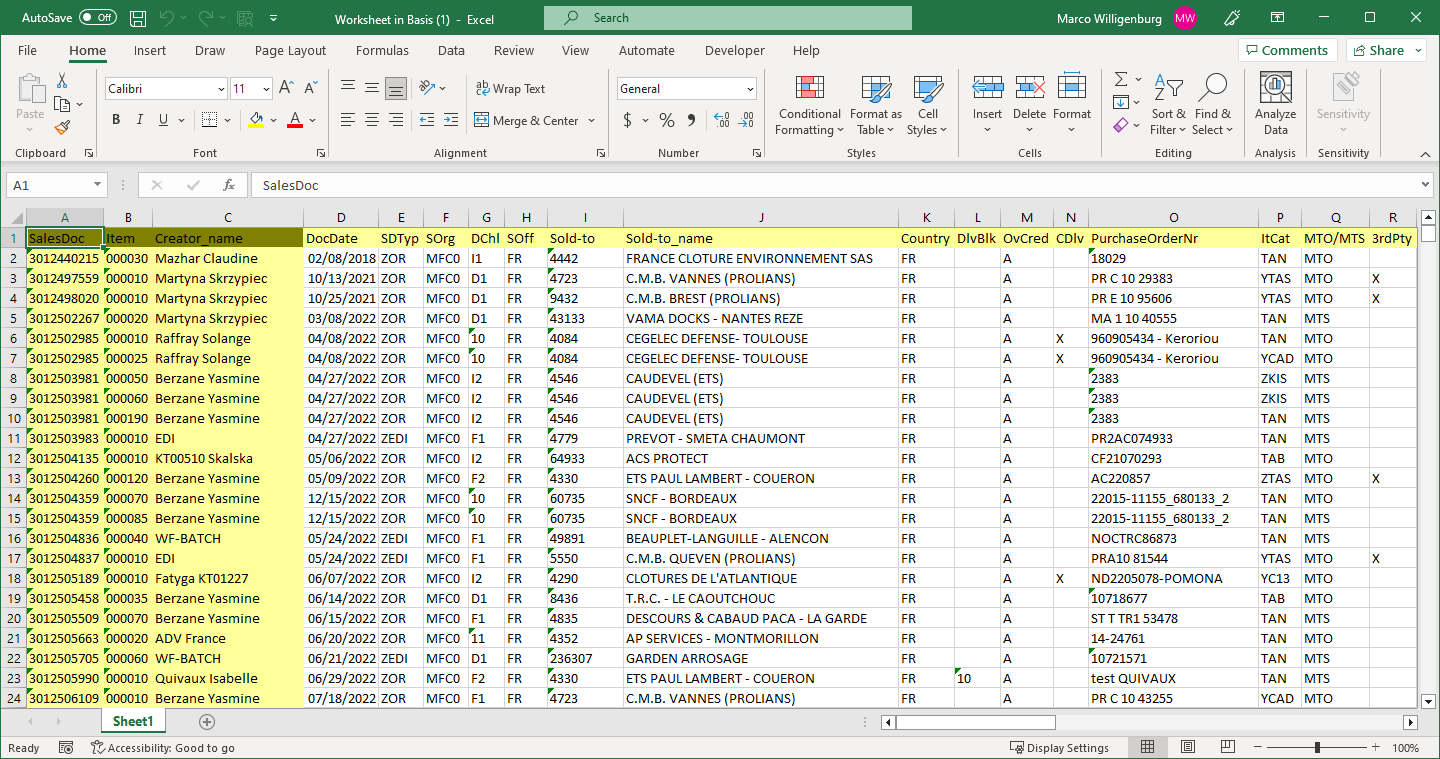 AutoSave Off Worksheet in Basis (1) - Excel Search Marco Willigenburg MW
File Home Insert Draw Page Layout Formulas Data Review View Automate Developer Help Comments Share
Paste Calibri 11 A A ab Wrap Text General Conditional Formatting Format as Table Cell Styles Insert Delete Format Sort & Filter Find & Select Analyze Data Sensitivity
B I U A Merge & Center $ % 9
Clipboard Font Alignment Number Styles Cells Editing Analysis Sensitivity
A1 fx SalesDoc
A B C D E F G H I J K L M N O P Q R
1 SalesDoc Item Creator_name DocDate SDTyp SOrg DChl SOff Sold-to Sold-to_name Country DlvBlk OvCred CDlv PurchaseOrderNr ItCat MTO/MTS 3rdPty
2 3012440215 000030 Mazhar Claudine 02/08/2018 ZOR MFC0 I1 FR 4442 FRANCE CLOTURE ENVIRONNEMENT SAS FR A 18029 TAN MTO
3 3012497559 000010 Martyna Skrzypiec 10/13/2021 ZOR MFC0 D1 FR 4723 C.M.B. VANNES (PROLIANS) FR A PR C 10 29383 YTAS MTO X
4 3012498020 000010 Martyna Skrzypiec 10/25/2021 ZOR MFC0 D1 FR 9432 C.M.B. BREST (PROLIANS) FR A PR E 10 95606 YTAS MTO X
5 3012502267 000020 Martyna Skrzypiec 03/08/2022 ZOR MFC0 D1 FR 43133 VAMA DOCKS - NANTES REZE FR A MA 1 10 40555 TAN MTS
6 3012502985 000010 Raffray Solange 04/08/2022 ZOR MFC0 10 FR 4084 CEGELEC DEFENSE- TOULOUSE FR A X 960905434 - Keroriou TAN MTO
7 3012502985 000025 Raffray Solange 04/08/2022 ZOR MFC0 10 FR 4084 CEGELEC DEFENSE- TOULOUSE FR A X 960905434 - Keroriou YCAD MTO
8 3012503981 000050 Berzane Yasmine 04/27/2022 ZOR MFC0 I2 FR 4546 CAUDEVEL (ETS) FR A 2383 ZKIS MTS
9 3012503981 000060 Berzane Yasmine 04/27/2022 ZOR MFC0 I2 FR 4546 CAUDEVEL (ETS) FR A 2383 ZKIS MTS
10 3012503981 000190 Berzane Yasmine 04/27/2022 ZOR MFC0 I2 FR 4546 CAUDEVEL (ETS) FR A 2383 TAN MTS
11 3012503983 000010 EDI 04/27/2022 ZEDI MFC0 F1 FR 4779 PREVOT - SMETA CHAUMONT FR A PR2AC074933 TAN MTS
12 3012504135 000010 KT00510 Skalska 05/06/2022 ZOR MFC0 I2 FR 64933 ACS PROTECT FR A CF21070293 TAB MTO
13 3012504260 000120 Berzane Yasmine 05/09/2022 ZOR MFC0 F2 FR 4330 ETS PAUL LAMBERT - COUERON FR A AC220857 ZTAS MTO X
14 3012504359 000070 Berzane Yasmine 12/15/2022 ZOR MFC0 10 FR 60735 SNCF - BORDEAUX FR A 22015-11155_680133_2 TAN MTO
15 3012504359 000085 Berzane Yasmine 12/15/2022 ZOR MFC0 10 FR 60735 SNCF - BORDEAUX FR A 22015-11155_680133_2 TAN MTS
16 3012504836 000040 WF-BATCH 05/24/2022 ZEDI MFC0 F1 FR 49891 BEAUPLET-LANGUILLE - ALENCON FR A NOCTRC86873 TAN MTS
17 3012504837 000010 EDI 05/24/2022 ZEDI MFC0 F1 FR 5550 C.M.B. QUEVEN (PROLIANS) FR A PRA10 81544 YTAS MTO X
18 3012505189 000010 Fatyga KT01227 06/07/2022 ZOR MFC0 I2 FR 4290 CLOTURES DE L'ATLANTIQUE FR A X ND2205078-POMONA YC13 MTO
19 3012505458 000035 Berzane Yasmine 06/14/2022 ZOR MFC0 D1 FR 8436 T.R.C. - LE CAOUTCHOUC FR A 10718677 TAB MTO
20 3012505509 000070 Berzane Yasmine 06/15/2022 ZOR MFC0 F1 FR 4835 DESCOURS & CABAUD PACA - LA GARDE FR A ST T TR1 53478 TAN MTS
21 3012505663 000020 ADV France 06/20/2022 ZOR MFC0 11 FR 4352 AP SERVICES - MONTMORILLON FR A 14-24761 TAN MTO
22 3012505705 000060 WF-BATCH 06/21/2022 ZEDI MFC0 D1 FR 236307 GARDEN ARROSAGE FR A 10721571 TAN MTS
23 3012505990 000010 Quivaux Isabelle 06/29/2022 ZOR MFC0 F2 FR 4330 ETS PAUL LAMBERT - COUERON FR 10 A test QUIVAUX TAN MTS
24 3012506109 000010 Berzane Yasmine 07/18/2022 ZOR MFC0 F1 FR 4723 C.M.B. VANNES (PROLIANS) FR A PR C 10 43255 YCAD MTO
Sheet1
Ready Accessibility: Good to go Display Settings 100%